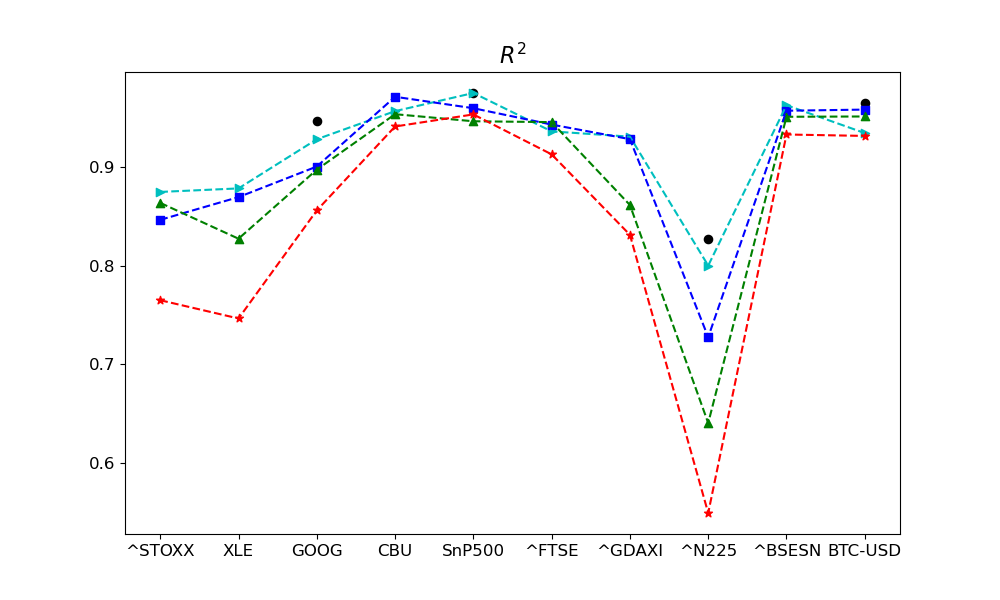 R²
0.9
0.8
0.7
0.6
^STOXX XLE GOOG CBU SnP500 ^FTSE ^GDAXI ^N225 ^BSESN BTC-USD